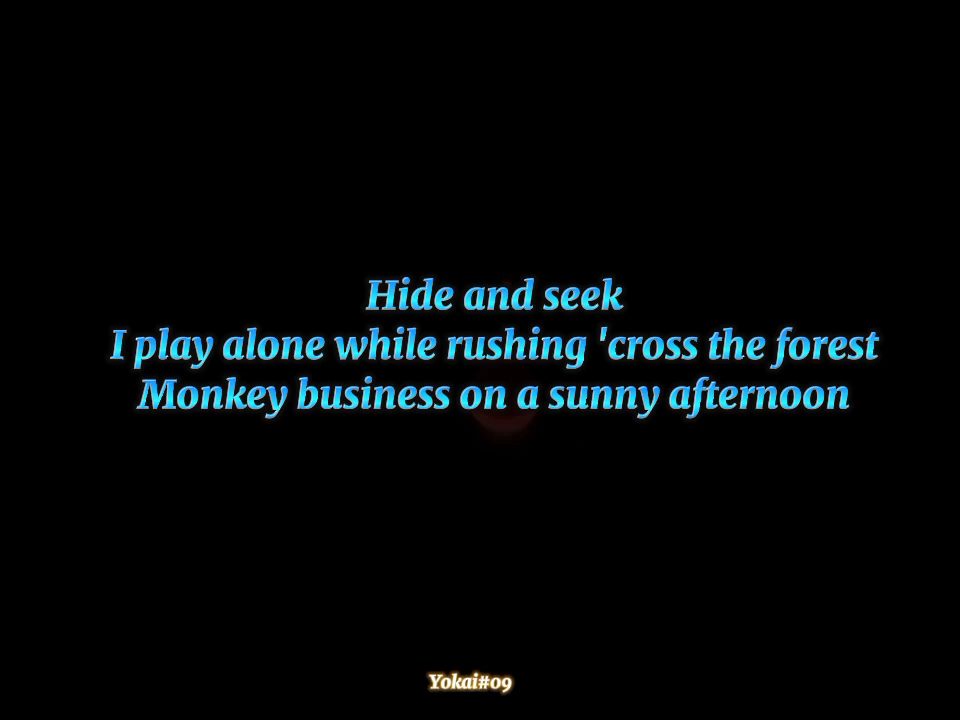 Hide and seek
I play alone while rushing 'cross the forest
Monkey business on a sunny afternoon
Yokai#09